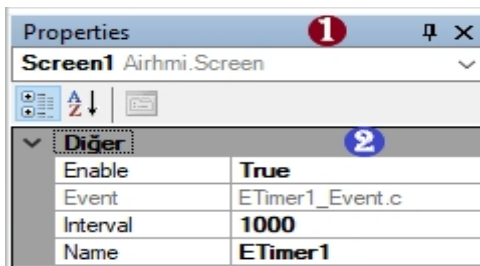 Properties 1
Screen1 Airhmi.Screen
A Z
Diğer 2
Enable True
Event ETimer1_Event.c
Interval 1000
Name ETimer1